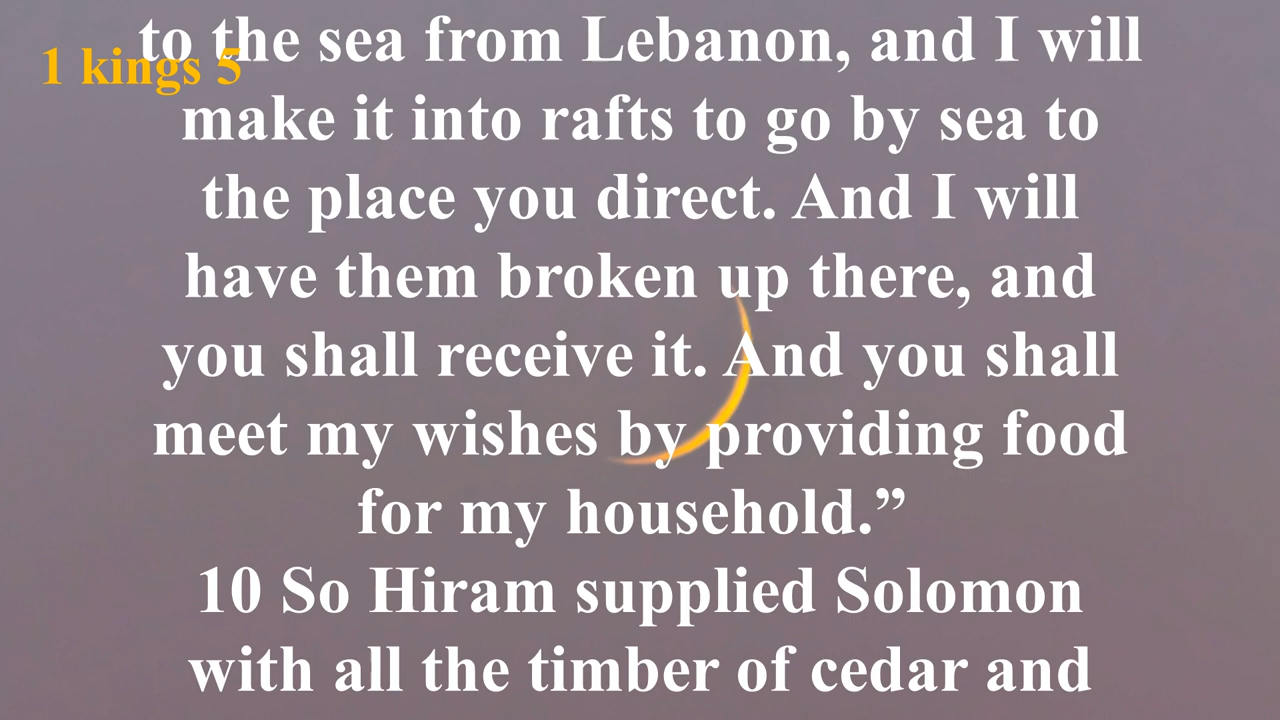 to the sea from Lebanon, and I will
1 kings 5
make it into rafts to go by sea to
the place you direct. And I will
have them broken up there, and
you shall receive it. And you shall
meet my wishes by providing food
for my household.”
10 So Hiram supplied Solomon
with all the timber of cedar and